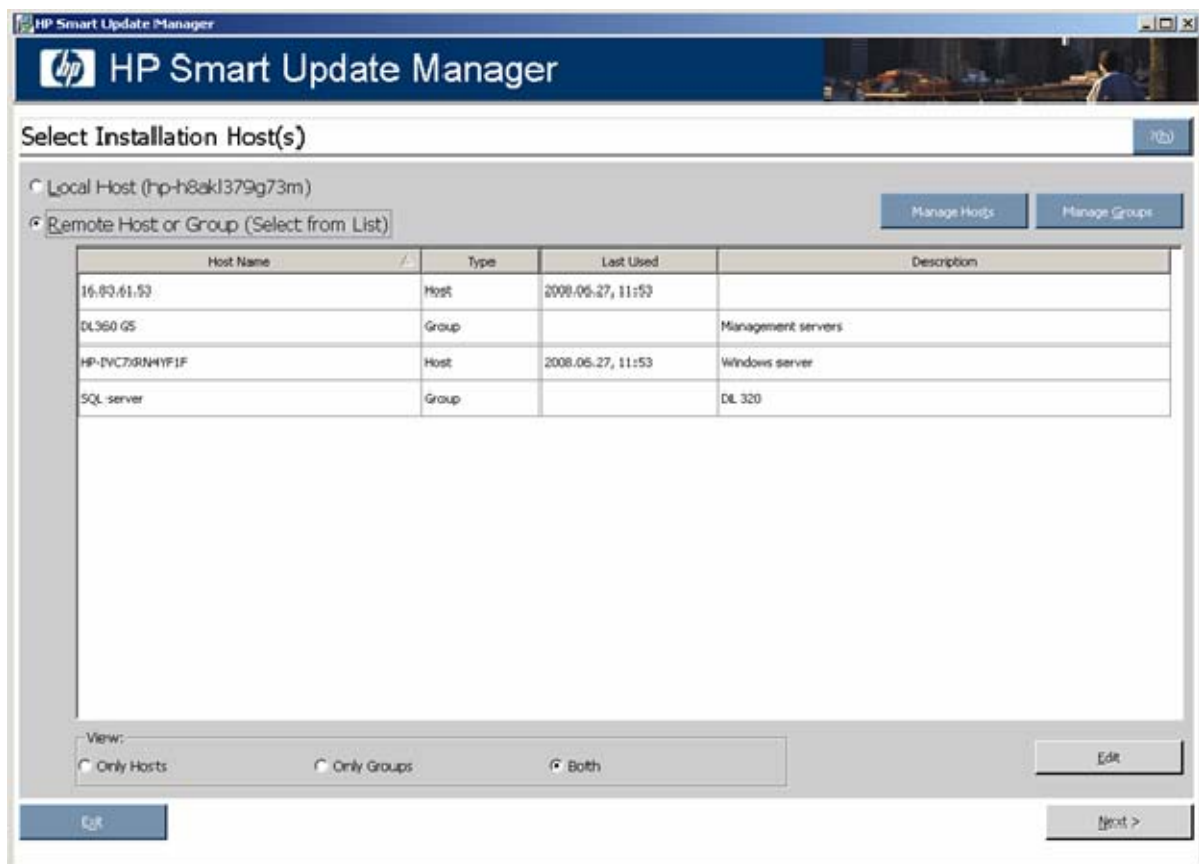 HP Smart Update Manager
hp HP Smart Update Manager
Select Installation Host(s)
?(h)
Local Host (hp-h8akl379g73m)
Remote Host or Group (Select from List)
Manage Hosts Manage Groups
Host Name Type Last Used Description
16.83.61.53 Host 2008.06.27, 11:53
DL360 G5 Group Management servers
Host 2008.06.27, 11:53 Windows server
SQL server Group DL 320
View:
Only Hosts Only Groups Both
Edit
Exit Next >